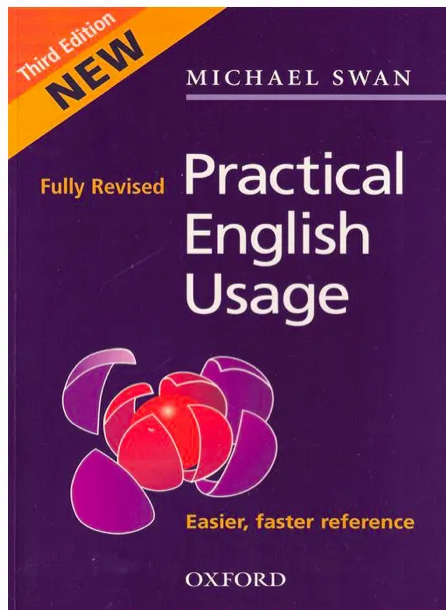 Third Edition
NEW
MICHAEL SWAN
Fully Revised
Practical
English
Usage
Easier, faster reference
OXFORD